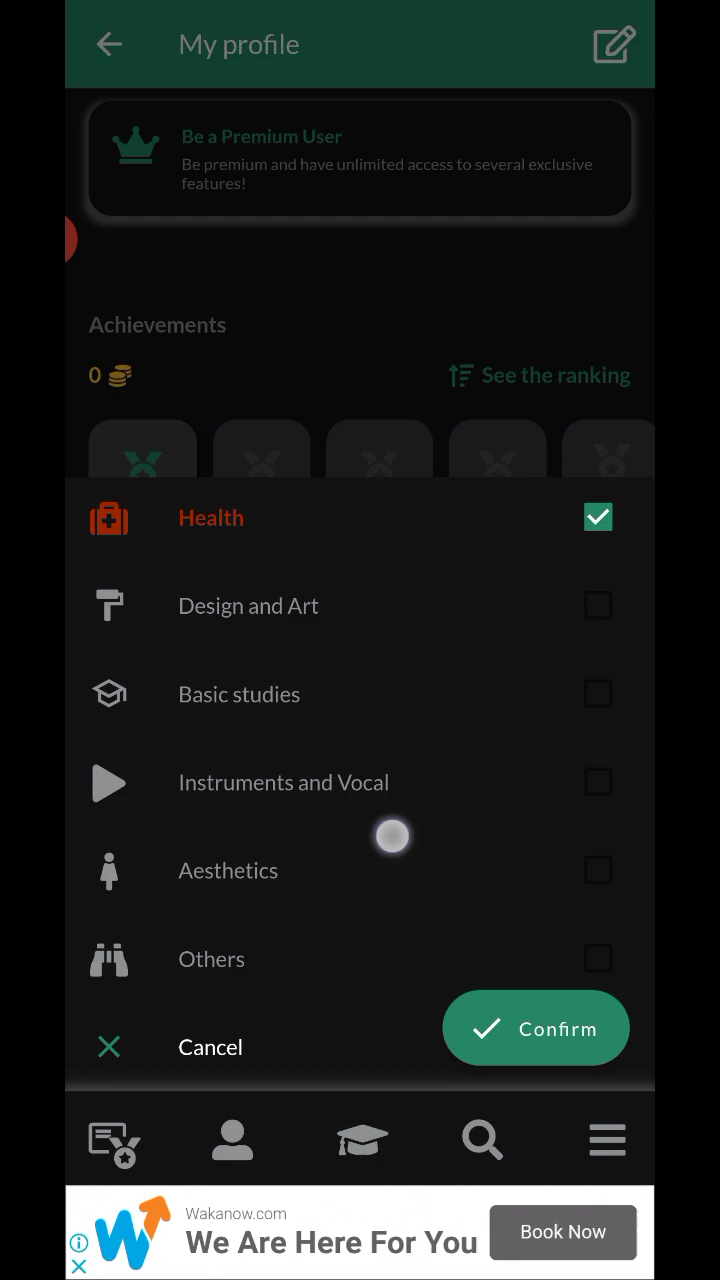 My profile
Be a Premium User
Be premium and have unlimited access to several exclusive
features!
Achievements
0
See the ranking
Health
Design and Art
Basic studies
Instruments and Vocal
Aesthetics
Others
Cancel
Confirm
Wakanow.com
We Are Here For You
Book Now